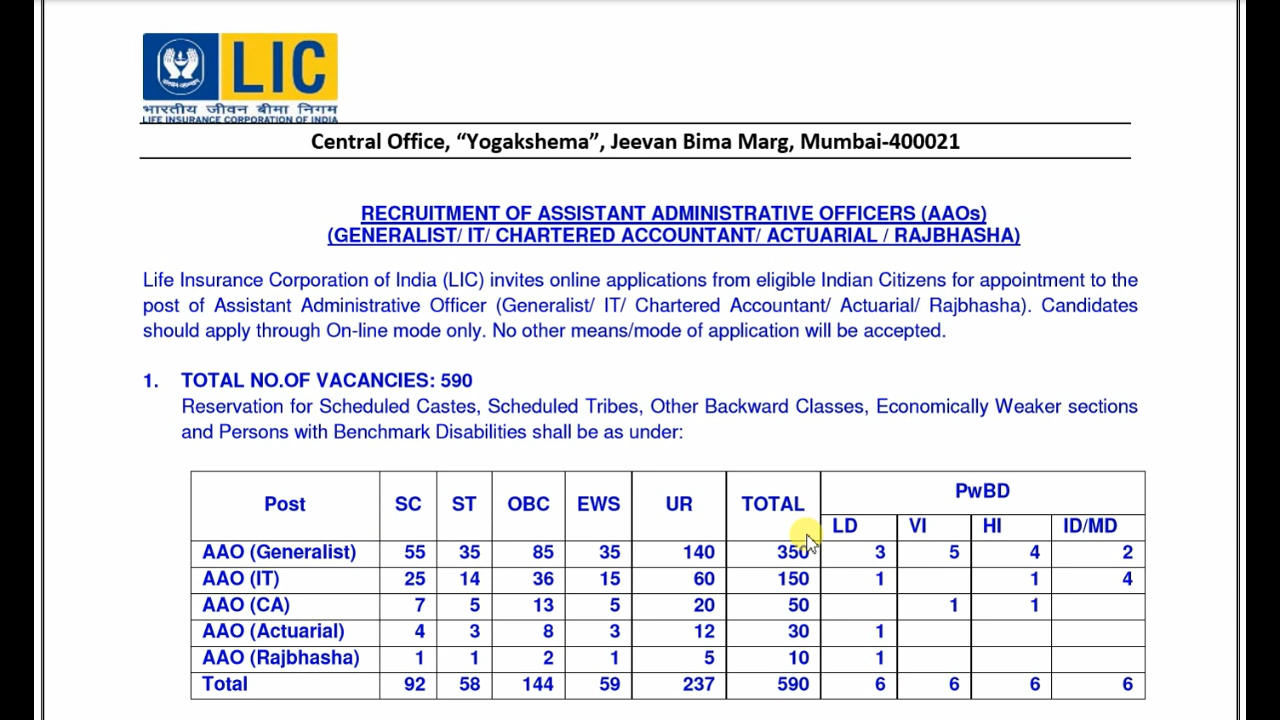 LIC
भारतीय जीवन बीमा निगम
LIFE INSURANCE CORPORATION OF INDIA
Central Office, “Yogakshema”, Jeevan Bima Marg, Mumbai-400021
RECRUITMENT OF ASSISTANT ADMINISTRATIVE OFFICERS (AAOs)
(GENERALIST/ IT/ CHARTERED ACCOUNTANT/ ACTUARIAL / RAJBHASHA)
Life Insurance Corporation of India (LIC) invites online applications from eligible Indian Citizens for appointment to the
post of Assistant Administrative Officer (Generalist/ IT/ Chartered Accountant/ Actuarial/ Rajbhasha). Candidates
should apply through On-line mode only. No other means/mode of application will be accepted.
1. TOTAL NO.OF VACANCIES: 590
Reservation for Scheduled Castes, Scheduled Tribes, Other Backward Classes, Economically Weaker sections
and Persons with Benchmark Disabilities shall be as under:
Post SC ST OBC EWS UR TOTAL PwBD
LD VI HI ID/MD
AAO (Generalist) 55 35 85 35 140 350 3 5 4 2
AAO (IT) 25 14 36 15 60 150 1 1 4
AAO (CA) 7 5 13 5 20 50 1 1
AAO (Actuarial) 4 3 8 3 12 30 1
AAO (Rajbhasha) 1 1 2 1 5 10 1
Total 92 58 144 59 237 590 6 6 6 6